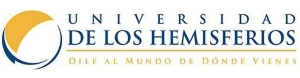 UNIVERSIDAD
DE LOS HEMISFERIOS
DILE AL MUNDO DE DÓNDE VIENES